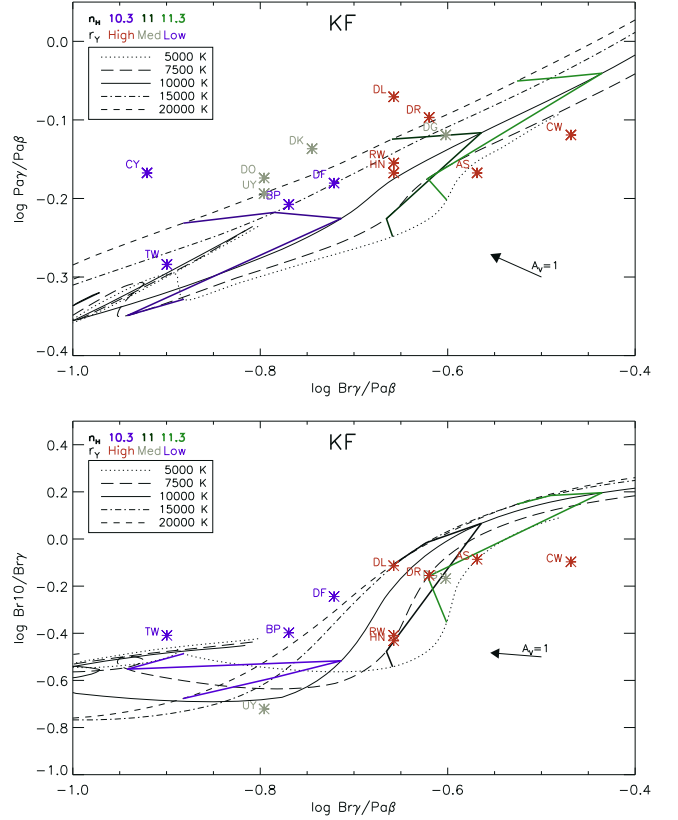 KF
n_H 10.3 11 11.3
r_Y High Med Low
5000 K
7500 K
10000 K
15000 K
20000 K
0.0
−0.1
−0.2
−0.3
−0.4
log Paγ/Paβ
DL
DR
DG
CW
DK
RW
HN
AS
CY
DO
UY
DF
BP
TW
A_v=1
−1.0 −0.8 −0.6 −0.4
log Brγ/Paβ
KF
n_H 10.3 11 11.3
r_Y High Med Low
5000 K
7500 K
10000 K
15000 K
20000 K
0.4
0.2
0.0
−0.2
−0.4
−0.6
−0.8
−1.0
log Br10/Brγ
DL
DR
AS
CW
DF
TW
BP
RW
HN
UY
A_v=1
−1.0 −0.8 −0.6 −0.4
log Brγ/Paβ